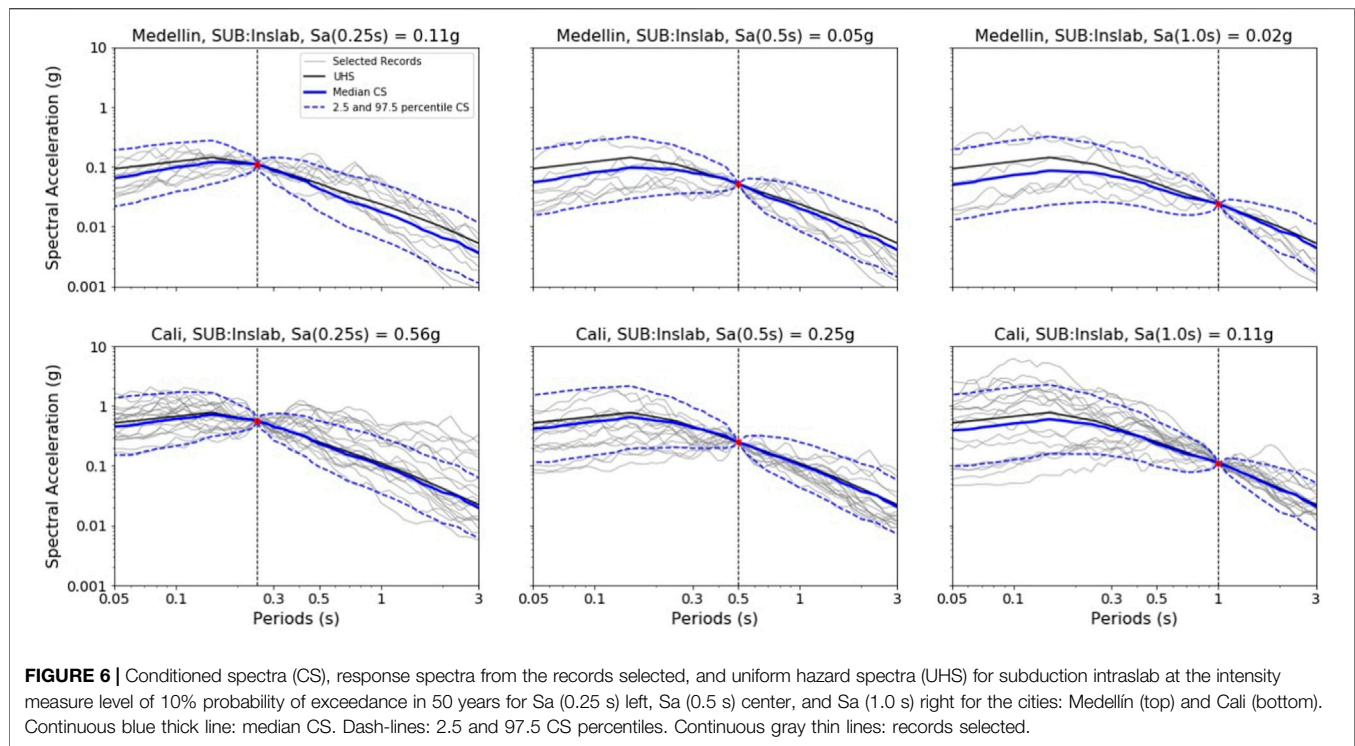 Medellin, SUB:Inslab, Sa(0.25s) = 0.11g
Medellin, SUB:Inslab, Sa(0.5s) = 0.05g
Medellin, SUB:Inslab, Sa(1.0s) = 0.02g
10
1
0.1
0.01
0.001
Spectral Acceleration (g)
Selected Records
UHS
Median CS
2.5 and 97.5 percentile CS
Cali, SUB:Inslab, Sa(0.25s) = 0.56g
Cali, SUB:Inslab, Sa(0.5s) = 0.25g
Cali, SUB:Inslab, Sa(1.0s) = 0.11g
10
1
0.1
0.01
0.001
Spectral Acceleration (g)
0.05 0.1 0.5 1 3
0.05 0.1 0.3 0.5 1 3
0.05 0.1 0.3 0.5 1 3
Periods (s)
Periods (s)
Periods (s)
FIGURE 6 | Conditioned spectra (CS), response spectra from the records selected, and uniform hazard spectra (UHS) for subduction intraslab at the intensity
measure level of 10% probability of exceedance in 50 years for Sa (0.25 s) left, Sa (0.5 s) center, and Sa (1.0 s) right for the cities: Medellín (top) and Cali (bottom).
Continuous blue thick line: median CS. Dash-lines: 2.5 and 97.5 CS percentiles. Continuous gray thin lines: records selected.